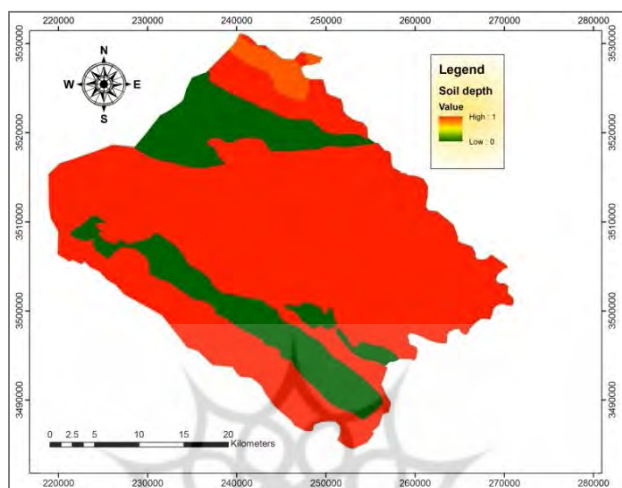 220000 230000 240000 250000 260000 270000 280000
3530000
3520000
3510000
3500000
3490000
N
W E
S
Legend
Soil depth
Value
High : 1
Low : 0
3530000
3520000
3510000
3500000
3490000
0 2.5 5 10 15 20
Kilometers
220000 230000 240000 250000 260000 270000 280000